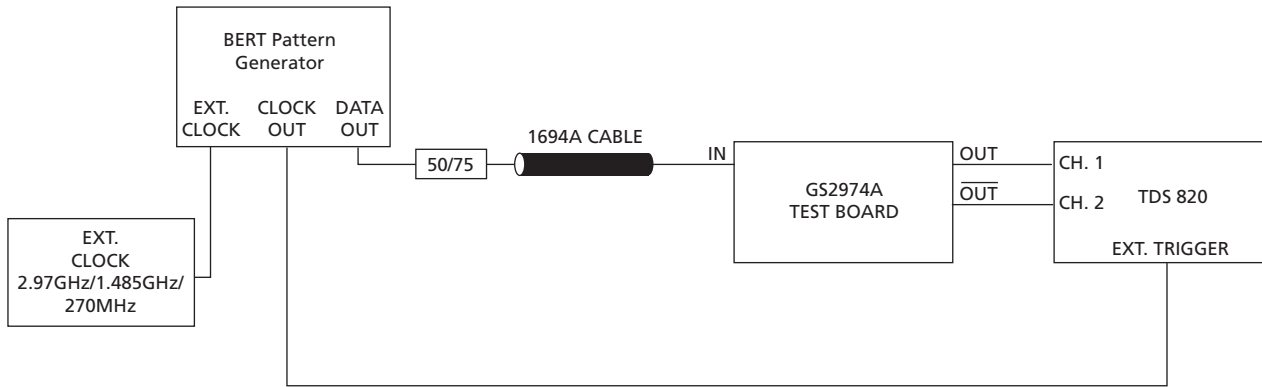 BERT Pattern
Generator
EXT.
CLOCK
CLOCK
OUT
DATA
OUT
50/75
1694A CABLE
IN
GS2974A
TEST BOARD
OUT
OUT
CH. 1
CH. 2
TDS 820
EXT. TRIGGER
EXT.
CLOCK
2.97GHz/1.485GHz/
270MHz